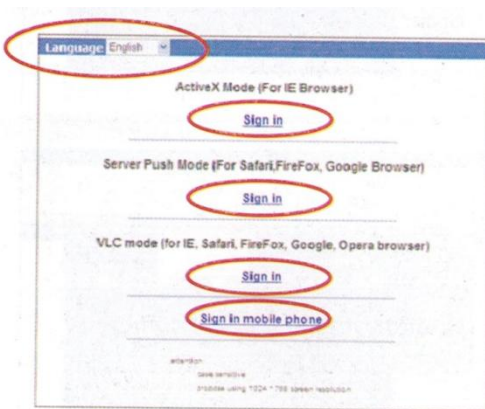 Language English
ActiveX Mode (For IE Browser)
Sign in
Server Push Mode (For Safari,FireFox, Google Browser)
Sign in
VLC mode (for IE, Safari, FireFox, Google, Opera browser)
Sign in
Sign in mobile phone
attention:
case sensitive
propose using 1024 * 768 screen resolution